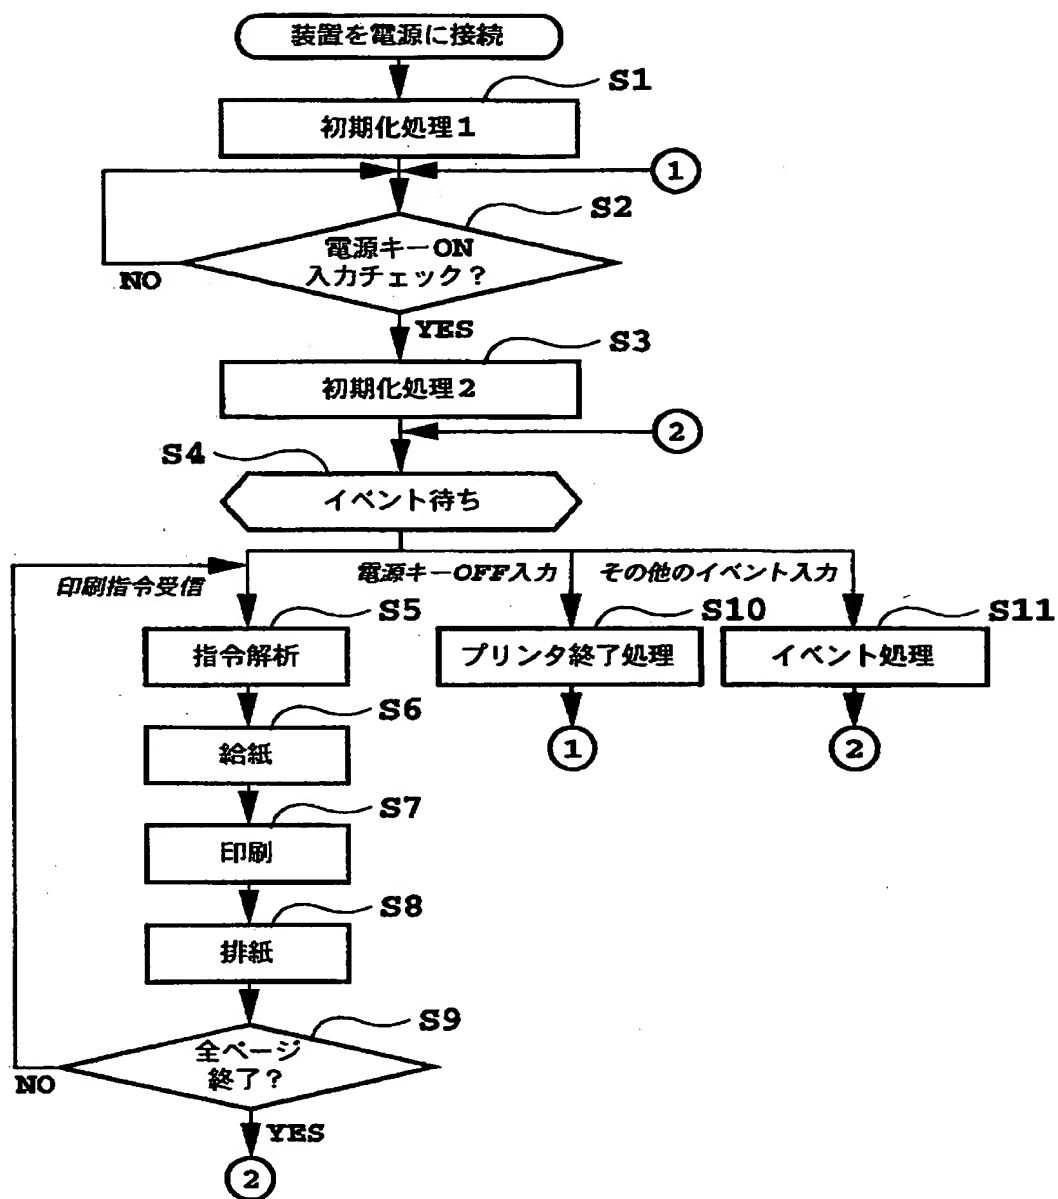 装置を電源に接続
S1
初期化処理1
1
S2
電源キーON
入力チェック?
NO
YES
S3
初期化処理2
2
S4
イベント待ち
印刷指令受信
電源キーOFF入力
その他のイベント入力
S5
指令解析
S10
プリンタ終了処理
S11
イベント処理
S6
給紙
1
2
S7
印刷
S8
排紙
S9
全ページ
終了?
NO
YES
2